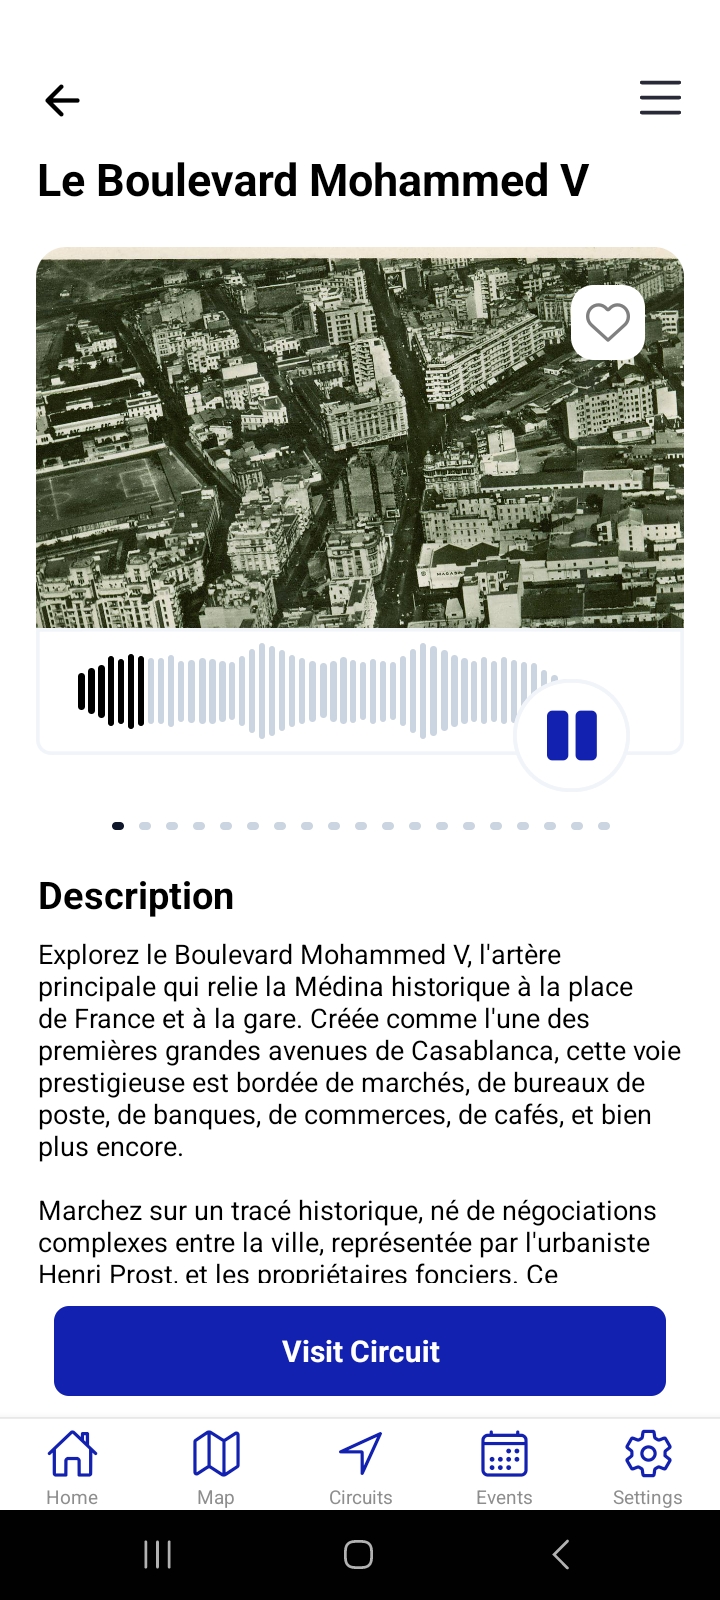 Le Boulevard Mohammed V
Description
Explorez le Boulevard Mohammed V, l'artère
principale qui relie la Médina historique à la place
de France et à la gare. Créée comme l'une des
premières grandes avenues de Casablanca, cette voie
prestigieuse est bordée de marchés, de bureaux de
poste, de banques, de commerces, de cafés, et bien
plus encore.
Marchez sur un tracé historique, né de négociations
complexes entre la ville, représentée par l'urbaniste
Henri Prost, et les propriétaires fonciers. Ce
Visit Circuit
Home
Map
Circuits
Events
Settings